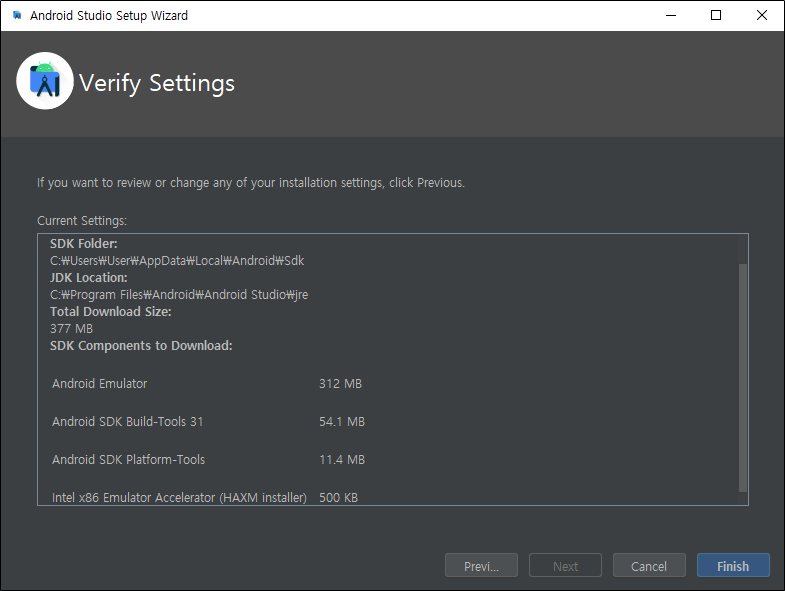 Android Studio Setup Wizard
Verify Settings
If you want to review or change any of your installation settings, click Previous.
Current Settings:
SDK Folder:
C:₩Users₩User₩AppData₩Local₩Android₩Sdk
JDK Location:
C:₩Program Files₩Android₩Android Studio₩jre
Total Download Size:
377 MB
SDK Components to Download:
Android Emulator 312 MB
Android SDK Build-Tools 31 54.1 MB
Android SDK Platform-Tools 11.4 MB
Intel x86 Emulator Accelerator (HAXM installer) 500 KB
Previ... Next Cancel Finish